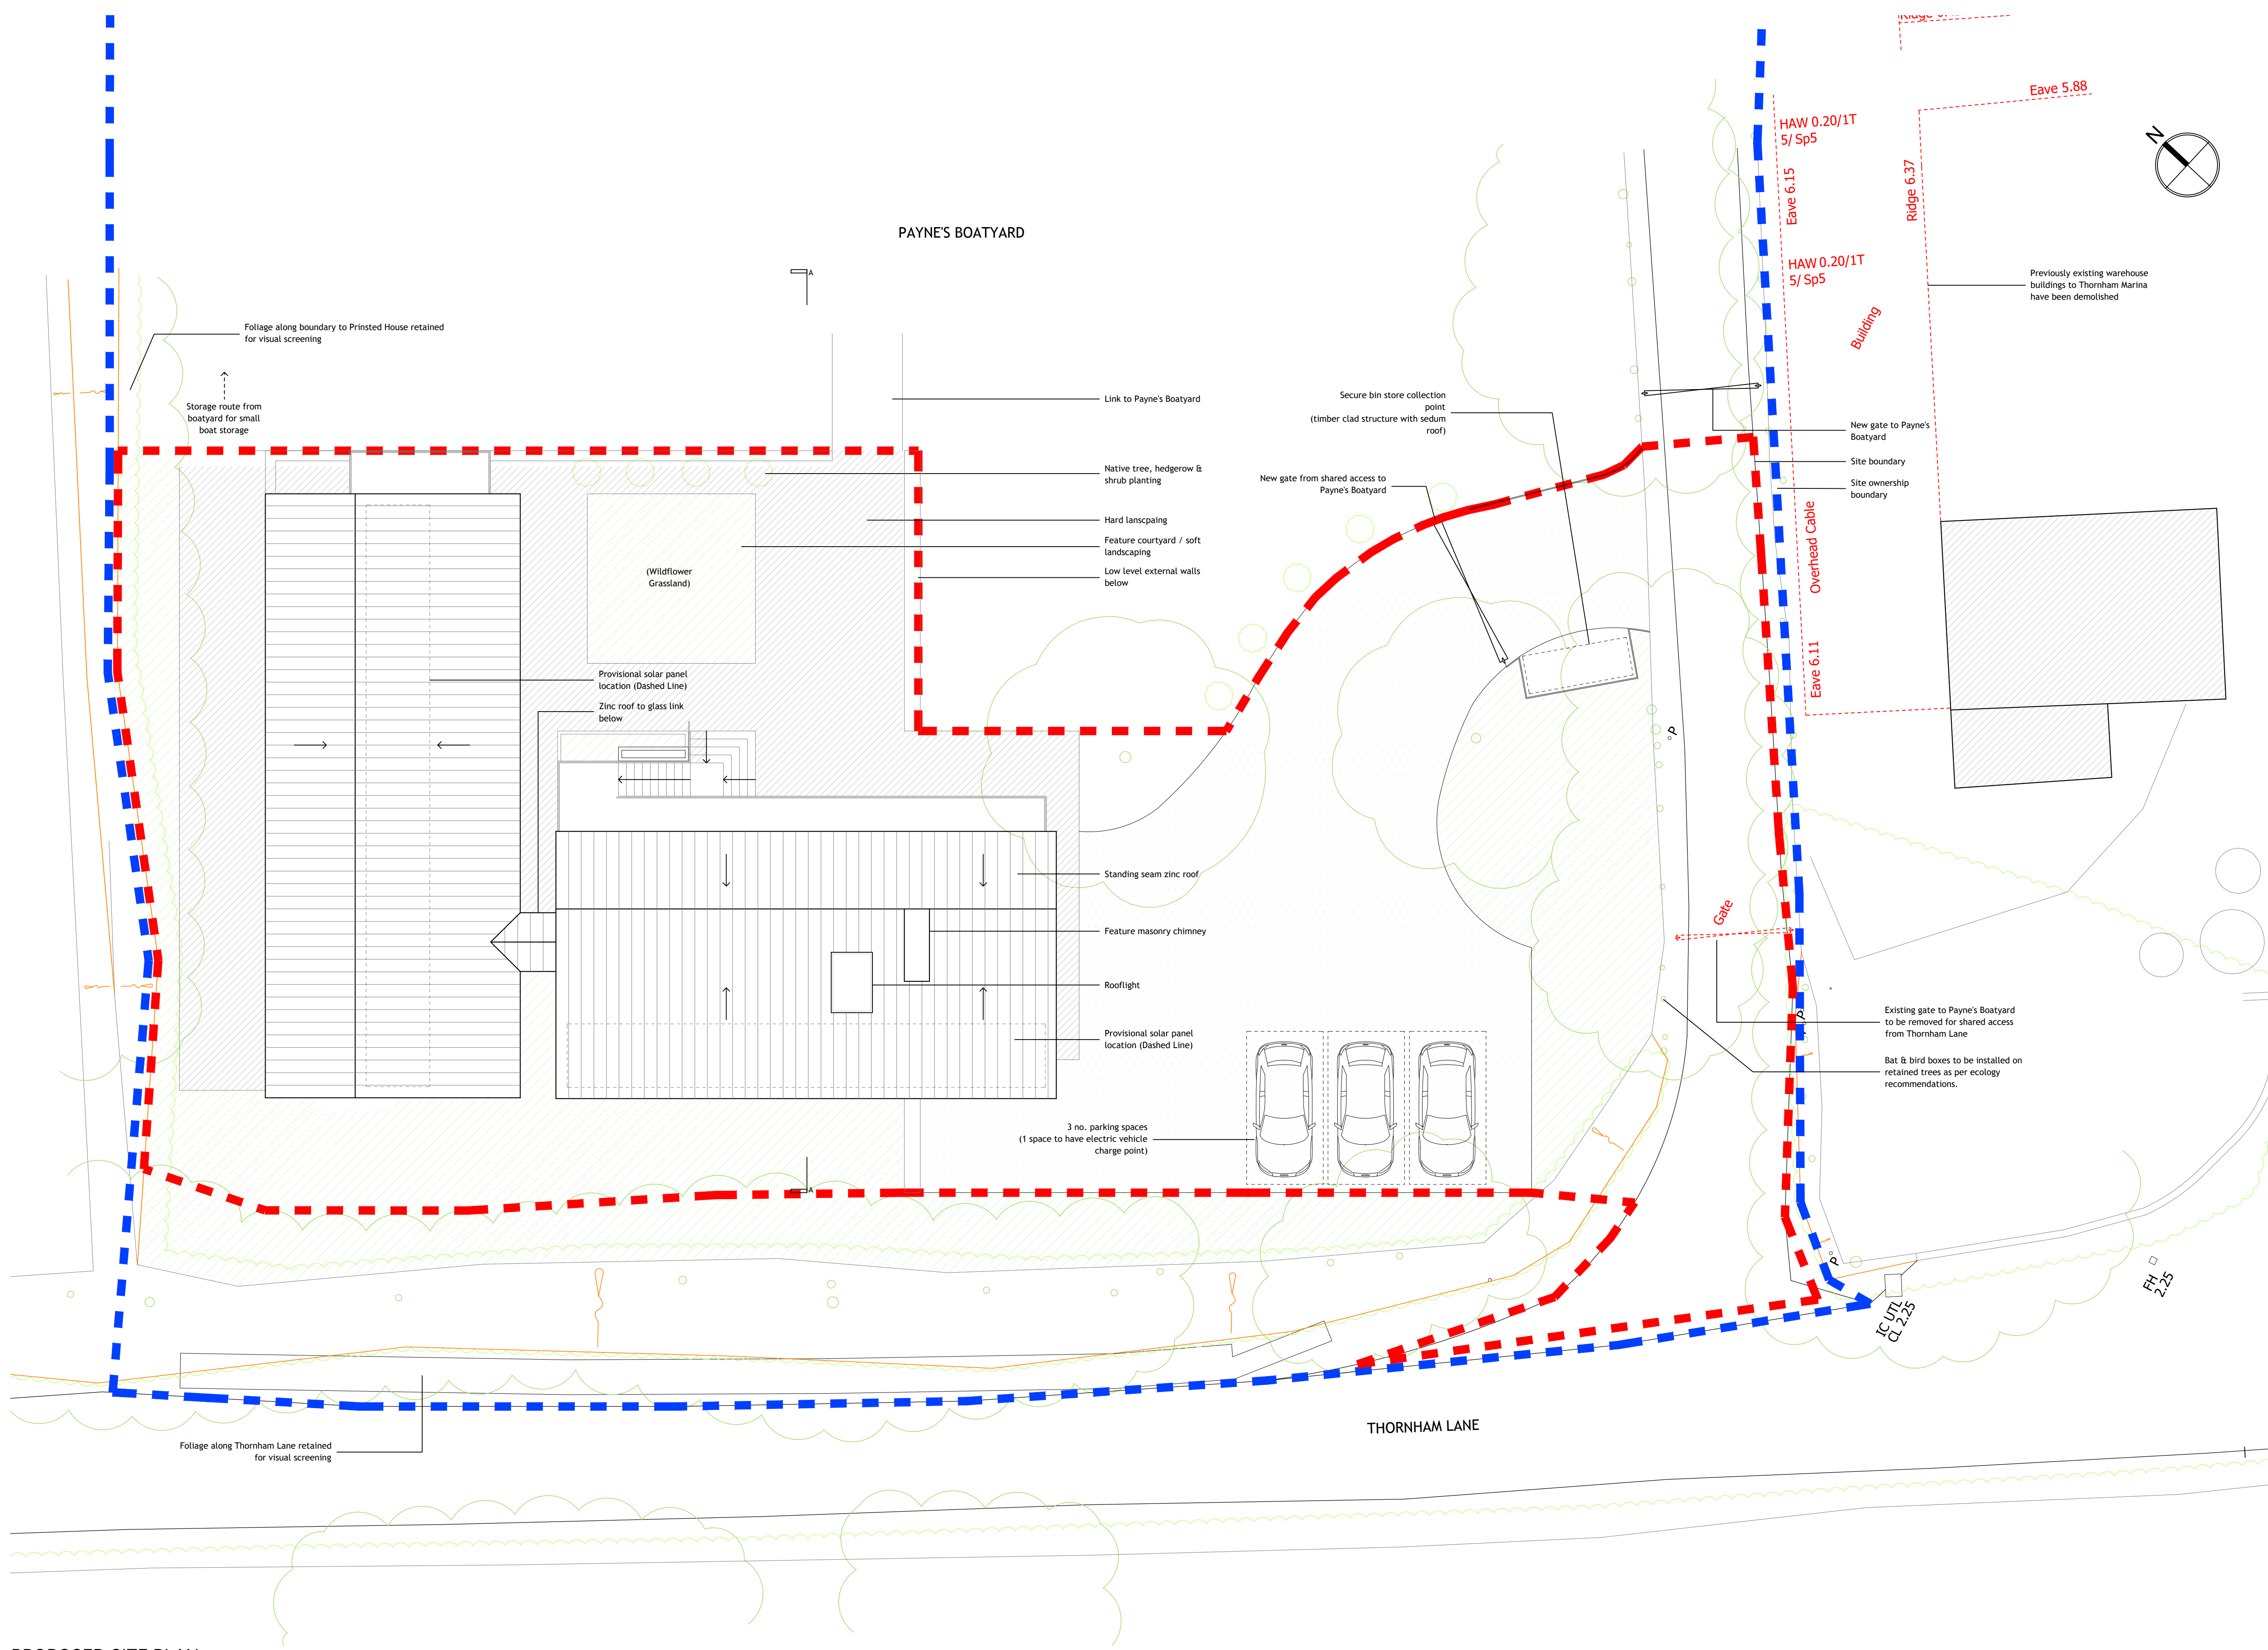 Eave 5.88
N
HAW 0.20/1T
5/ Sp5
Eave 6.15
Ridge 6.37
PAYNE'S BOATYARD
A
HAW 0.20/1T
5/ Sp5
Previously existing warehouse
buildings to Thornham Marina
have been demolished
Building
Foliage along boundary to Prinsted House retained
for visual screening
Storage route from
boatyard for small
boat storage
Link to Payne's Boatyard
Secure bin store collection
point
(timber clad structure with sedum
roof)
New gate to Payne's
Boatyard
Site boundary
Site ownership
boundary
Native tree, hedgerow &
shrub planting
New gate from shared access to
Payne's Boatyard
Hard lanscpaing
Feature courtyard / soft
landscaping
Low level external walls
below
(Wildflower
Grassland)
Overhead Cable
Eave 6.11
Provisional solar panel
location (Dashed Line)
Zinc roof to glass link
below
P
Standing seam zinc roof
Feature masonry chimney
Gate
Rooflight
Provisional solar panel
location (Dashed Line)
P
Existing gate to Payne's Boatyard
to be removed for shared access
from Thornham Lane
Bat & bird boxes to be installed on
retained trees as per ecology
recommendations.
3 no. parking spaces
(1 space to have electric vehicle
charge point)
A
P
FH
2.25
IC UTL
CL 2.25
THORNHAM LANE
Foliage along Thornham Lane retained
for visual screening
PROPOSED SITE PLAN